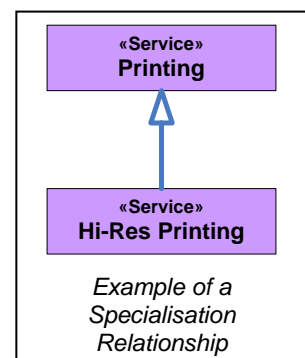 «Service»
Printing
«Service»
Hi-Res Printing
Example of a
Specialisation
Relationship